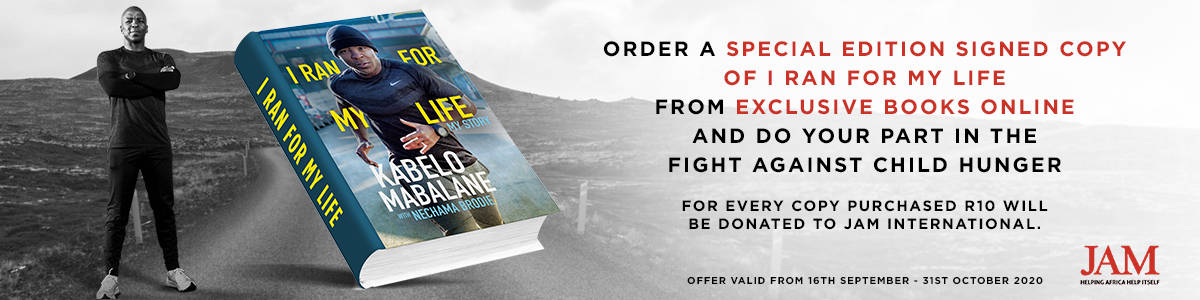 I RAN FOR MY LIFE
I RAN FOR
MY LIFE
MY STORY
KABELO
MABALANE
WITH NECHAMA BRODIE
ORDER A SPECIAL EDITION SIGNED COPY
OF I RAN FOR MY LIFE
FROM EXCLUSIVE BOOKS ONLINE
AND DO YOUR PART IN THE
FIGHT AGAINST CHILD HUNGER
FOR EVERY COPY PURCHASED R10 WILL
BE DONATED TO JAM INTERNATIONAL.
OFFER VALID FROM 16TH SEPTEMBER - 31ST OCTOBER 2020
JAM
HELPING AFRICA HELP ITSELF